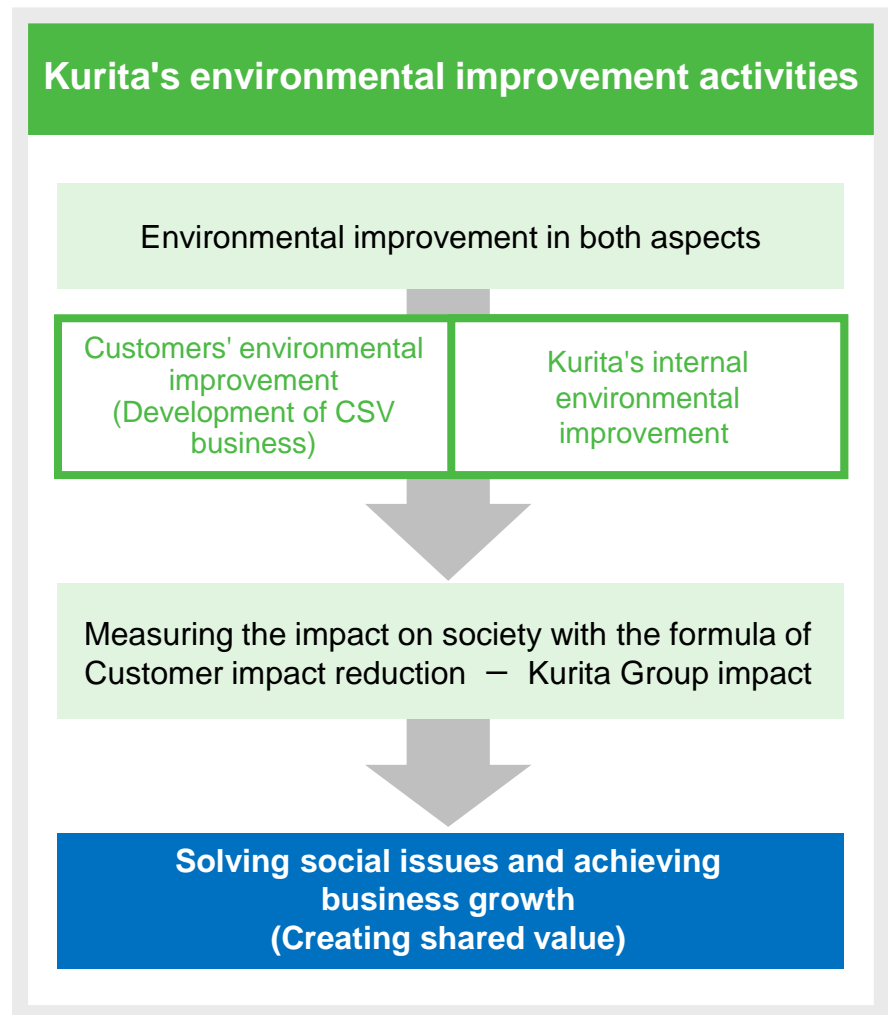 Kurita's environmental improvement activities
Environmental improvement in both aspects
Customers' environmental
improvement
(Development of CSV
business)
Kurita's internal
environmental
improvement
Measuring the impact on society with the formula of
Customer impact reduction － Kurita Group impact
Solving social issues and achieving
business growth
(Creating shared value)